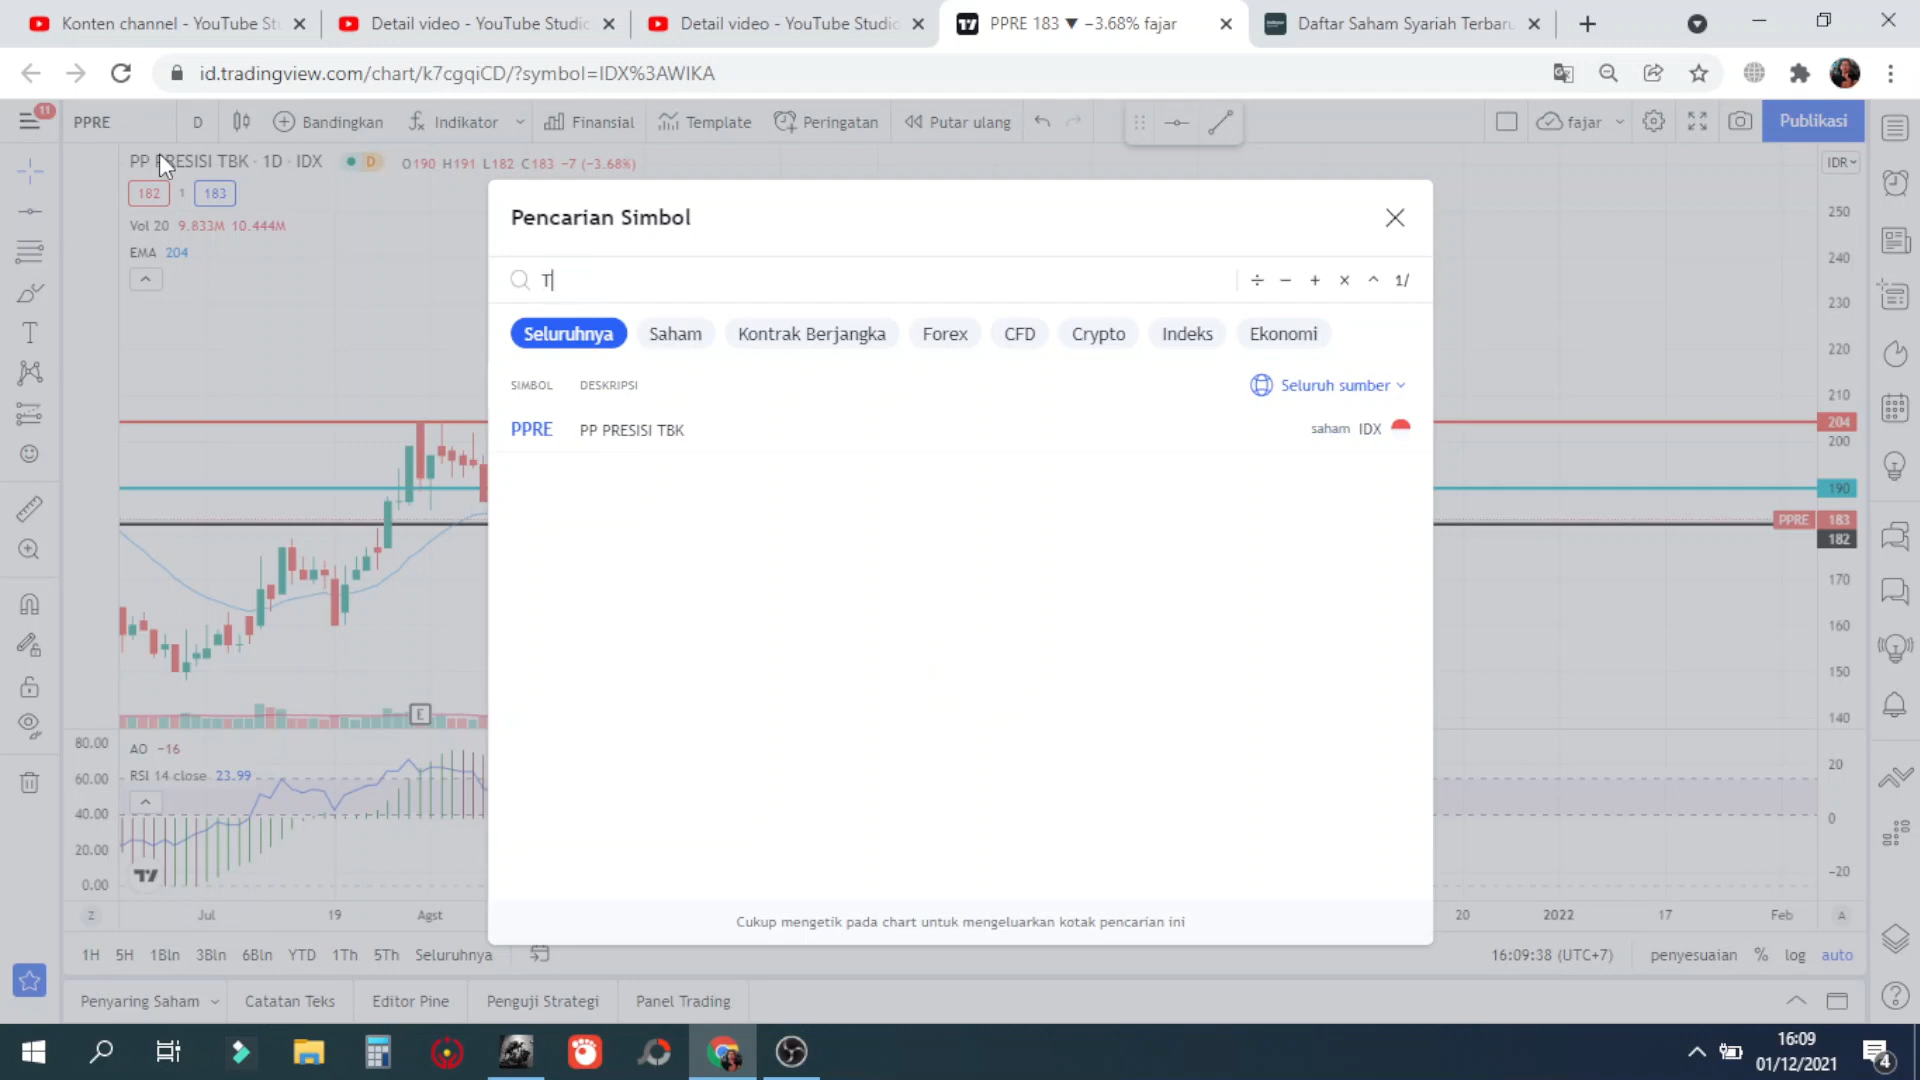 Konten channel - YouTube St
Detail video - YouTube Studio
Detail video - YouTube Studio
PPRE 183 ▼ −3.68% fajar
Daftar Saham Syariah Terbaru
id.tradingview.com/chart/k7cgqiCD/?symbol=IDX%3AWIKA
11
PPRE
D
Bandingkan
Indikator
Finansial
Template
Peringatan
Putar ulang
fajar
Publikasi
PP PRESISI TBK · 1D · IDX
D
O190 H191 L182 C183 −7 (−3.68%)
IDR
182
1
183
Vol 20 9.833M 10.444M
EMA 204
Pencarian Simbol
T
÷ − + × ^ 1/
Seluruhnya
Saham
Kontrak Berjangka
Forex
CFD
Crypto
Indeks
Ekonomi
SIMBOL
DESKRIPSI
Seluruh sumber
PPRE
PP PRESISI TBK
saham IDX
Cukup mengetik pada chart untuk mengeluarkan kotak pencarian ini
250
240
230
220
210
204
200
190
PPRE 183
182
170
160
150
140
E
80.00
60.00
40.00
20.00
0.00
AO −16
RSI 14 close 23.99
20
0
−20
Z
Jul
19
Agst
20
2022
17
Feb
A
1H
5H
1Bln
3Bln
6Bln
YTD
1Th
5Th
Seluruhnya
16:09:38 (UTC+7)
penyesuaian
%
log
auto
Penyaring Saham
Catatan Teks
Editor Pine
Penguji Strategi
Panel Trading
16:09
01/12/2021
4